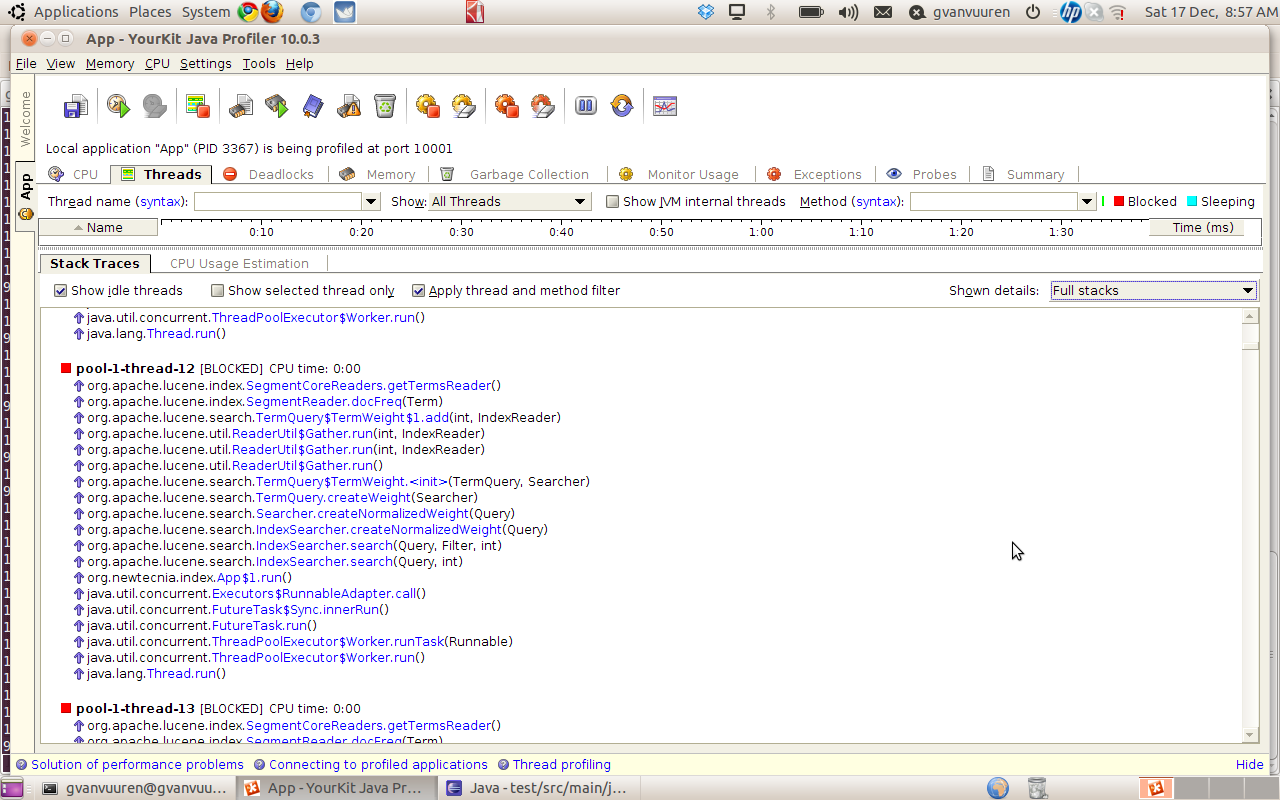 Applications Places System gvanvuuren Sat 17 Dec, 8:57 AM
App - YourKit Java Profiler 10.0.3
File View Memory CPU Settings Tools Help
Welcome
App
Local application "App" (PID 3367) is being profiled at port 10001
CPU Threads Deadlocks Memory Garbage Collection Monitor Usage Exceptions Probes Summary
Thread name (syntax): Show: All Threads Show JVM internal threads Method (syntax): Blocked Sleeping
Name 0:10 0:20 0:30 0:40 0:50 1:00 1:10 1:20 1:30 Time (ms)
Stack Traces CPU Usage Estimation
Show idle threads Show selected thread only Apply thread and method filter Shown details: Full stacks
java.util.concurrent.ThreadPoolExecutor$Worker.run()
java.lang.Thread.run()
pool-1-thread-12 [BLOCKED] CPU time: 0:00
org.apache.lucene.index.SegmentCoreReaders.getTermsReader()
org.apache.lucene.index.SegmentReader.docFreq(Term)
org.apache.lucene.search.TermQuery$TermWeight$1.add(int, IndexReader)
org.apache.lucene.util.ReaderUtil$Gather.run(int, IndexReader)
org.apache.lucene.util.ReaderUtil$Gather.run(int, IndexReader)
org.apache.lucene.util.ReaderUtil$Gather.run()
org.apache.lucene.search.TermQuery$TermWeight.<init>(TermQuery, Searcher)
org.apache.lucene.search.TermQuery.createWeight(Searcher)
org.apache.lucene.search.Searcher.createNormalizedWeight(Query)
org.apache.lucene.search.IndexSearcher.createNormalizedWeight(Query)
org.apache.lucene.search.IndexSearcher.search(Query, Filter, int)
org.apache.lucene.search.IndexSearcher.search(Query, int)
org.newtecnia.index.App$1.run()
java.util.concurrent.Executors$RunnableAdapter.call()
java.util.concurrent.FutureTask$Sync.innerRun()
java.util.concurrent.FutureTask.run()
java.util.concurrent.ThreadPoolExecutor$Worker.runTask(Runnable)
java.util.concurrent.ThreadPoolExecutor$Worker.run()
java.lang.Thread.run()
pool-1-thread-13 [BLOCKED] CPU time: 0:00
org.apache.lucene.index.SegmentCoreReaders.getTermsReader()
org.apache.lucene.index.SegmentReader.docFreq(Term)
Solution of performance problems Connecting to profiled applications Thread profiling Hide
gvanvuuren@gvanvuu... App - YourKit Java Pr... Java - test/src/main/j...